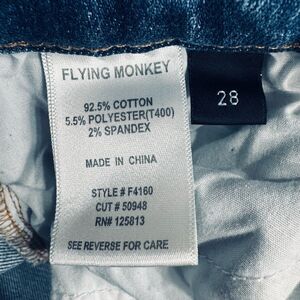 FLYING MONKEY
92.5% COTTON
5.5% POLYESTER(T400)
2% SPANDEX
MADE IN CHINA
STYLE # F4160
CUT # 50948
RN# 125813
SEE REVERSE FOR CARE
28